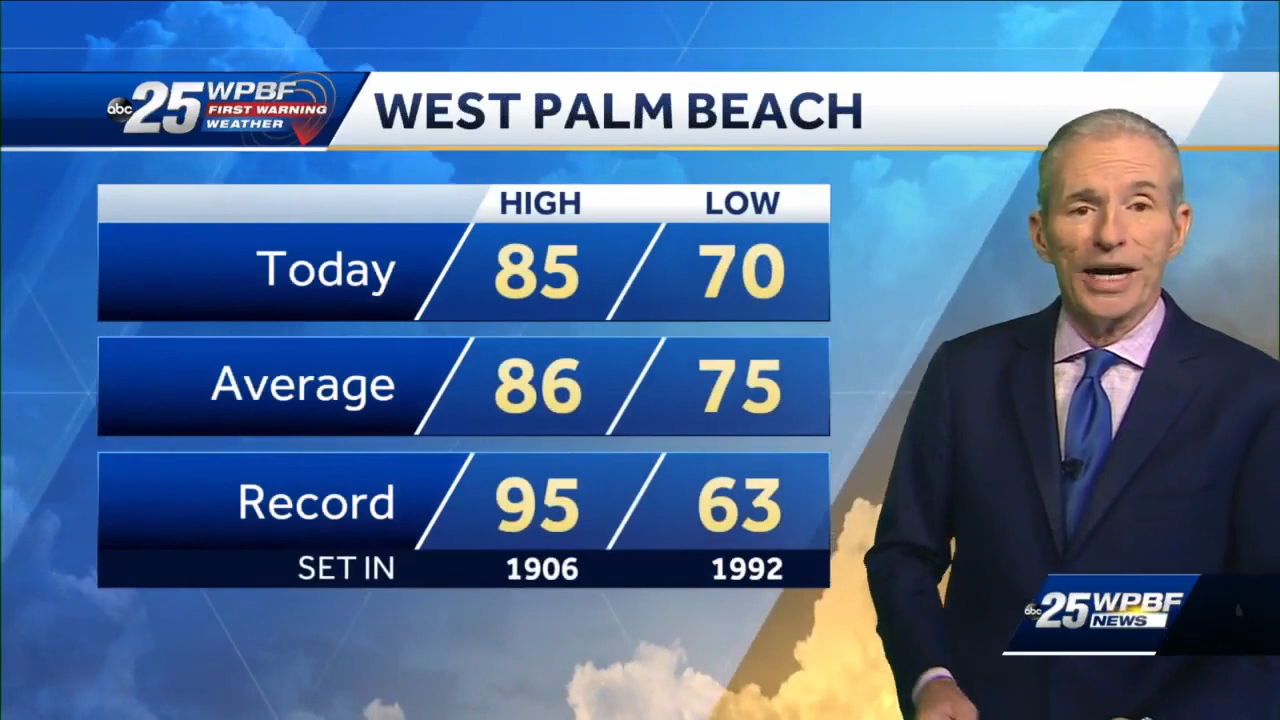 abc 25 WPBF
FIRST WARNING
WEATHER
WEST PALM BEACH
HIGH LOW
Today 85 70
Average 86 75
Record 95 63
SET IN 1906 1992
abc 25 WPBF
NEWS